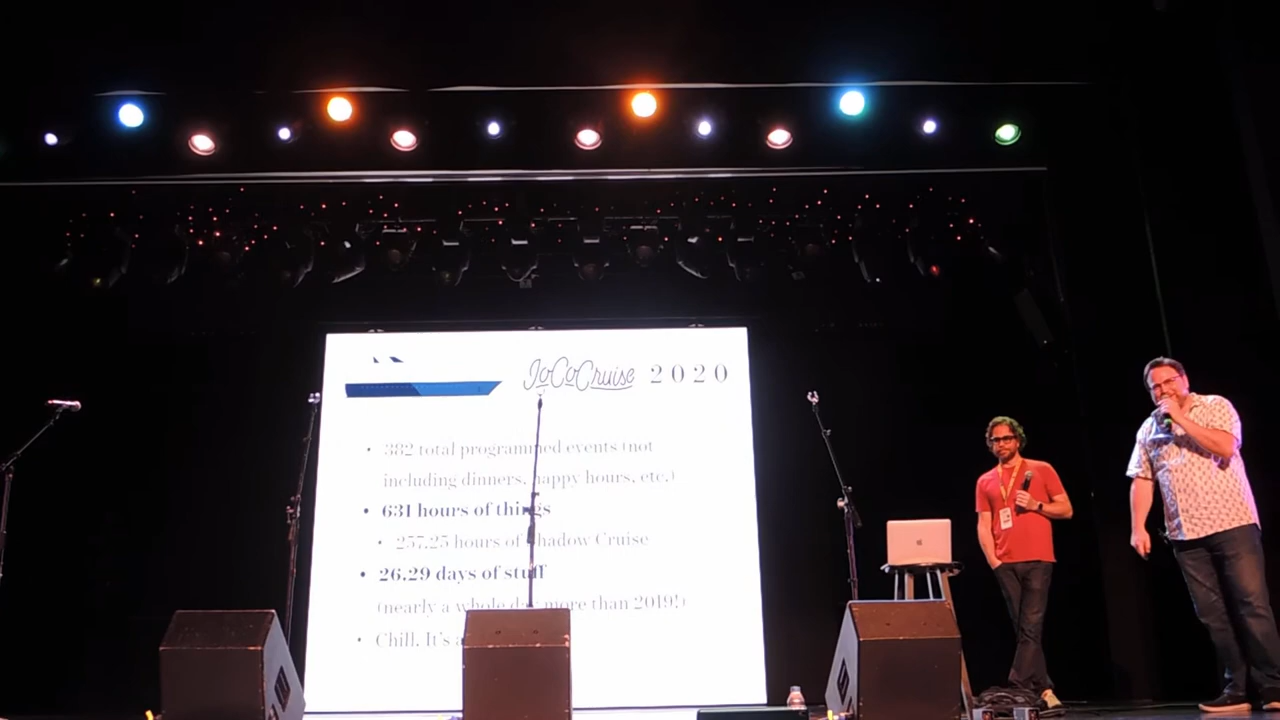 JoCoCruise 2020
• 382 total programmed events (not
including dinners, happy hours, etc.)
• 631 hours of things
• 257.25 hours of Shadow Cruise
• 26.29 days of stuff
(nearly a whole day more than 2019!)
• Chill. It's a